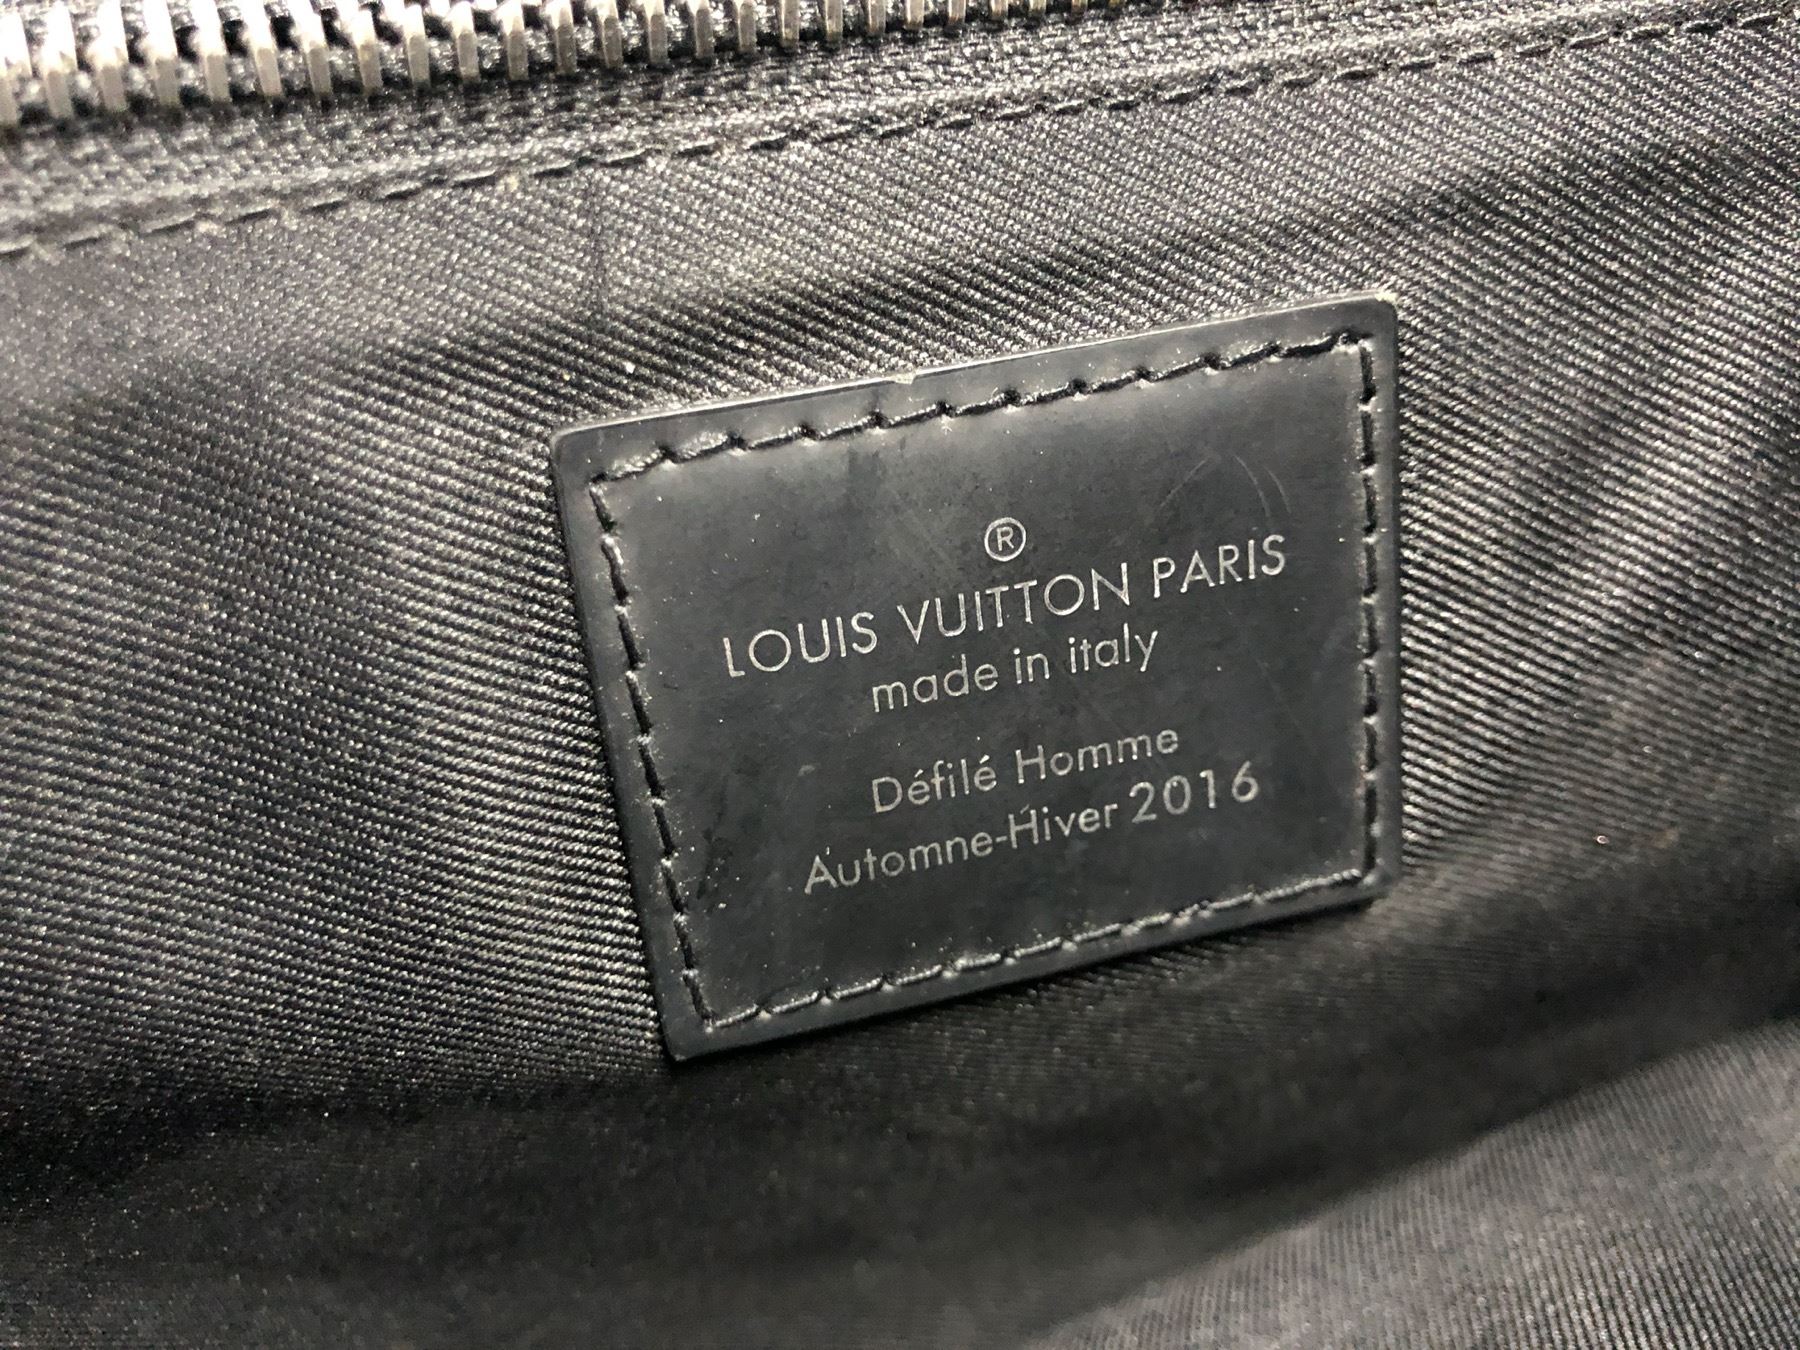 ®
LOUIS VUITTON PARIS
made in italy
Défilé Homme
Automne-Hiver 2016